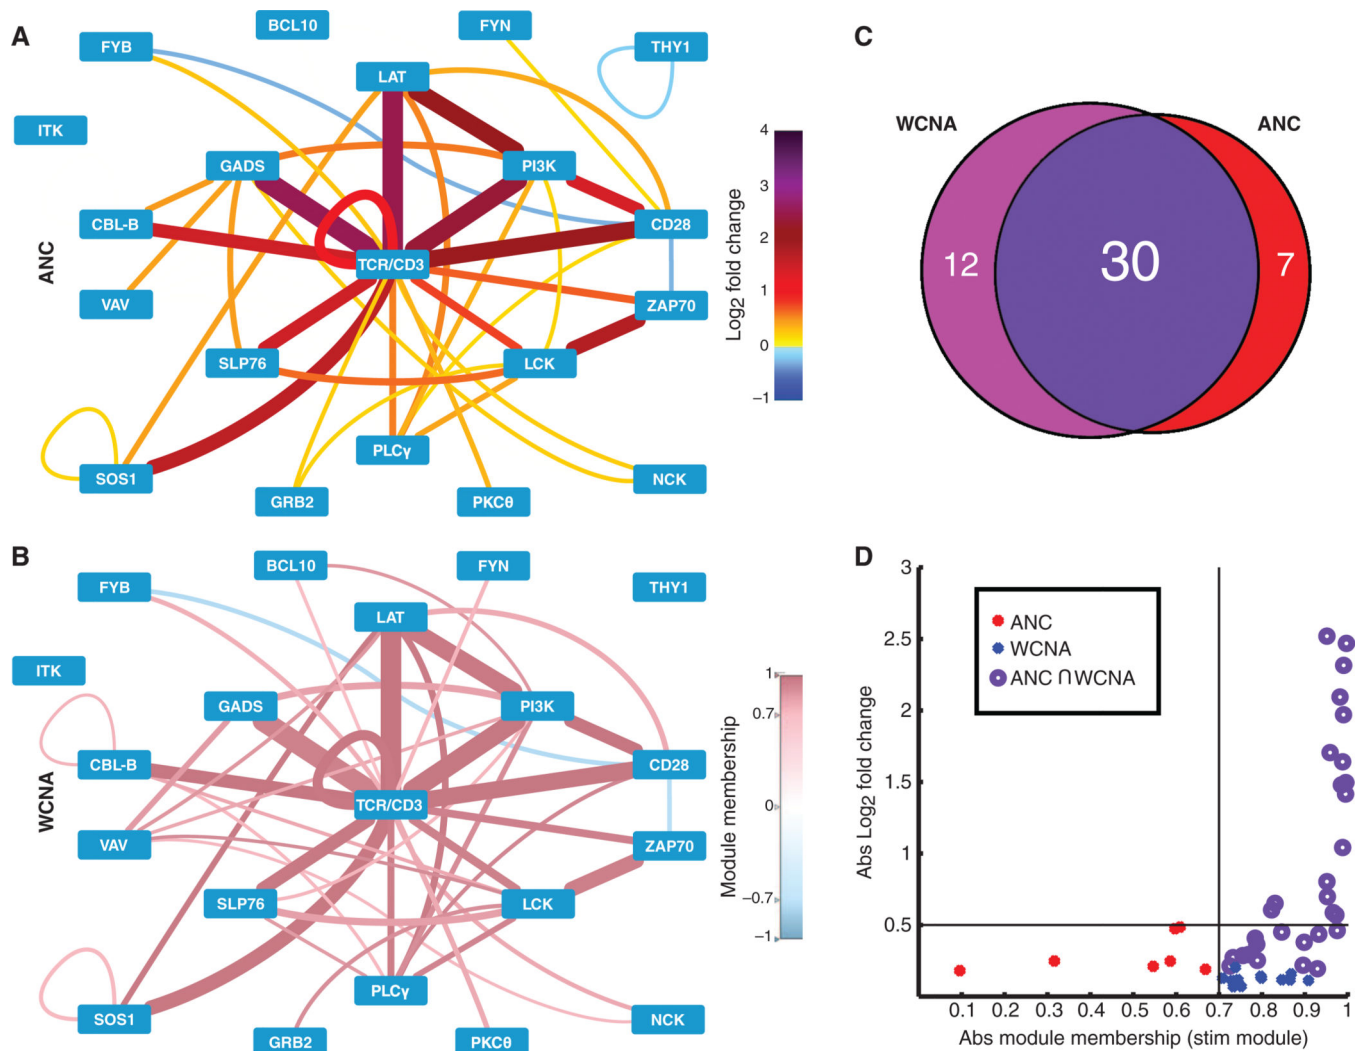 A
BCL10
FYN
FYB
THY1
LAT
ITK
GADS
PI3K
CBL-B
CD28
ANC
TCR/CD3
VAV
ZAP70
SLP76
LCK
PLCγ
SOS1
NCK
GRB2
PKCθ
4
3
2
1
0
−1
Log2 fold change
C
WCNA
ANC
12
30
7
B
BCL10
FYN
FYB
THY1
LAT
ITK
GADS
PI3K
CBL-B
CD28
WCNA
TCR/CD3
VAV
ZAP70
SLP76
LCK
PLCγ
SOS1
NCK
GRB2
PKCθ
1
0.7
0
−0.7
−1
Module membership
D
3
2.5
2
1.5
1
0.5
Abs Log2 fold change
ANC
WCNA
ANC ∩WCNA
0.1 0.2 0.3 0.4 0.5 0.6 0.7 0.8 0.9 1
Abs module membership (stim module)